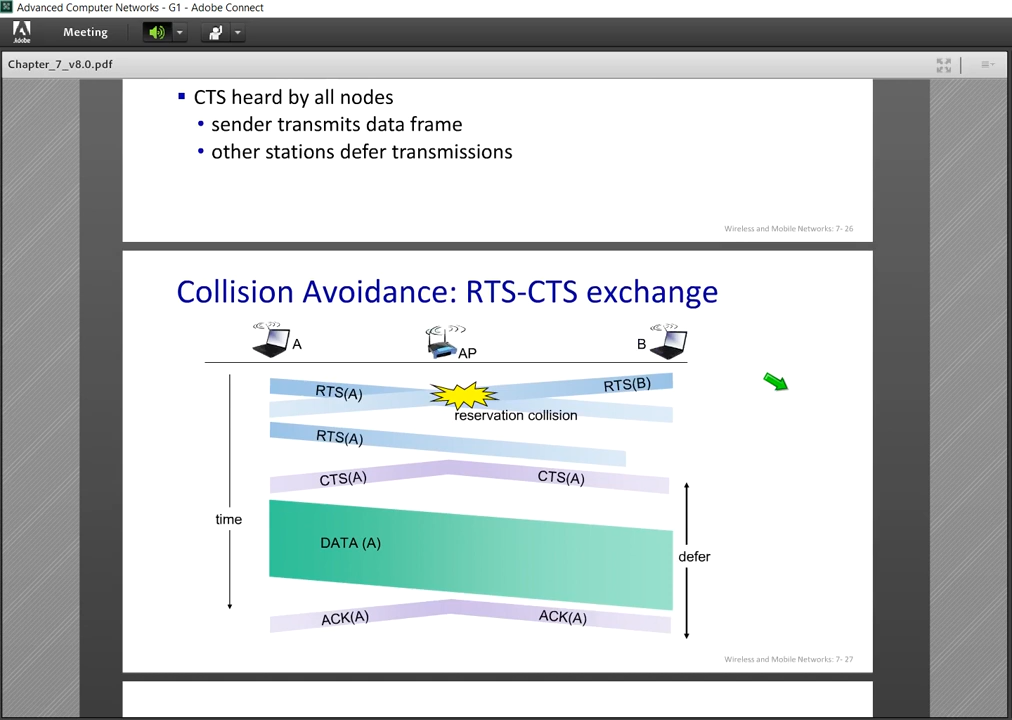 Advanced Computer Networks - G1 - Adobe Connect
Adobe
Meeting
Chapter_7_v8.0.pdf
▪ CTS heard by all nodes
• sender transmits data frame
• other stations defer transmissions
Wireless and Mobile Networks: 7- 26
Collision Avoidance: RTS-CTS exchange
A
AP
B
RTS(A)
RTS(B)
reservation collision
RTS(A)
CTS(A)
CTS(A)
time
DATA (A)
defer
ACK(A)
ACK(A)
Wireless and Mobile Networks: 7- 27